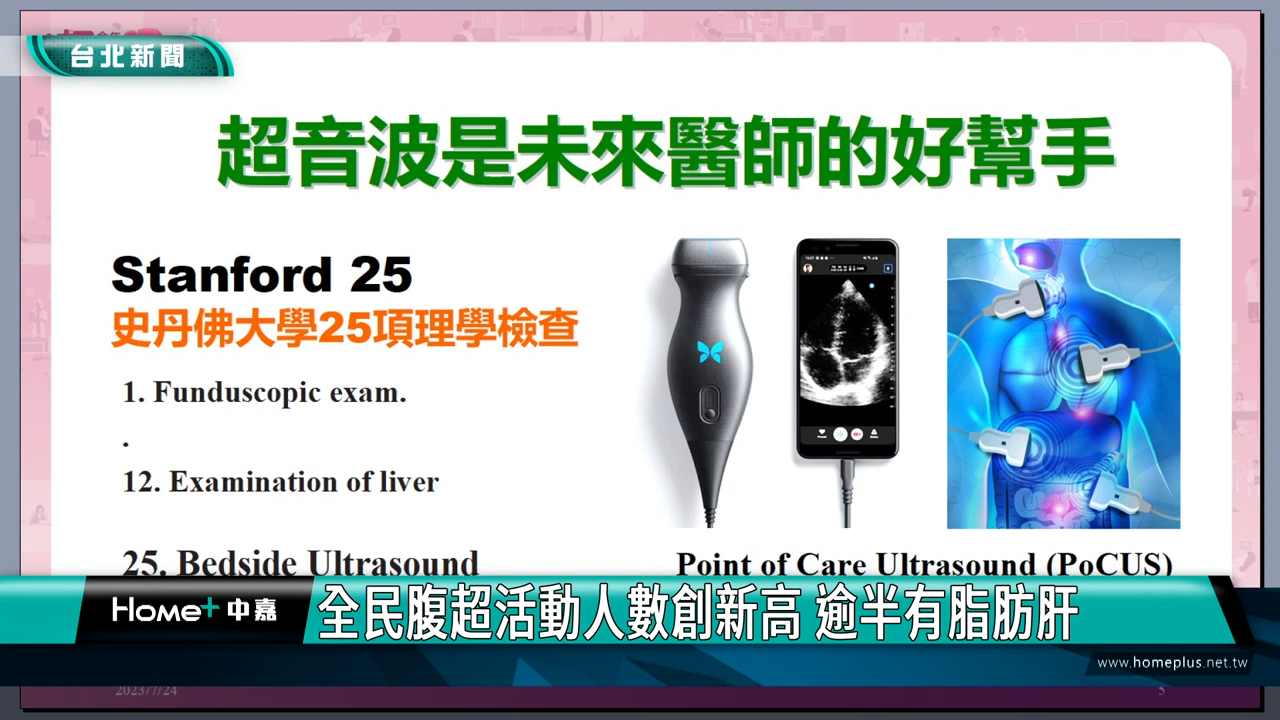 台北新聞
超音波是未來醫師的好幫手
Stanford 25
史丹佛大學25項理學檢查
1. Funduscopic exam.
.
12. Examination of liver
25. Bedside Ultrasound
Point of Care Ultrasound (PoCUS)
Home+中嘉
全民腹超活動人數創新高 逾半有脂肪肝
www.homeplus.net.tw
2023/7/24
5